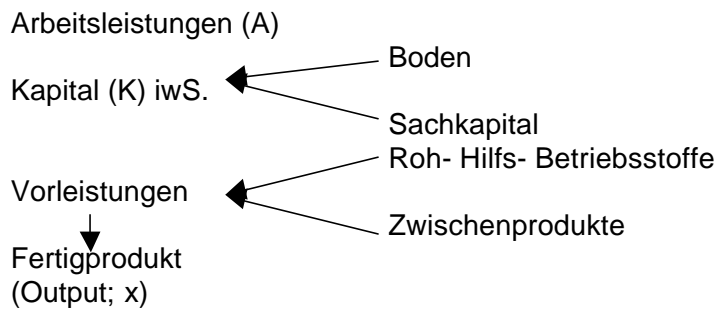 Arbeitsleistungen (A)
Boden
Kapital (K) iwS.
Sachkapital
Roh- Hilfs- Betriebsstoffe
Vorleistungen
Zwischenprodukte
Fertigprodukt
(Output; x)